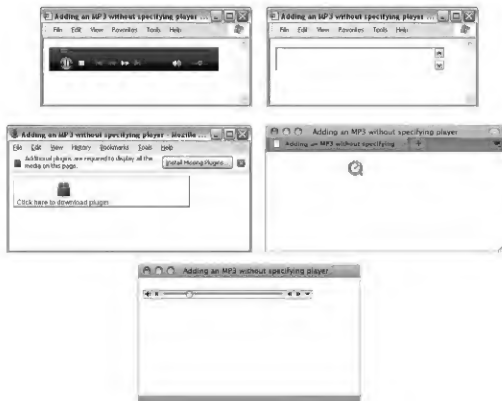 Adding an MP3 without specifying player ...
File Edit View Favorites Tools Help
Adding an MP3 without specifying player ...
File Edit View Favorites Tools Help
Adding an MP3 without specifying player - Mozilla ...
File Edit View History Bookmarks Tools Help
Additional plugins are required to display all the media on this page.
Install Missing Plugins...
Click here to download plugin
Adding an MP3 without specifying player
Adding an MP3 without specifying
Adding an MP3 without specifying player